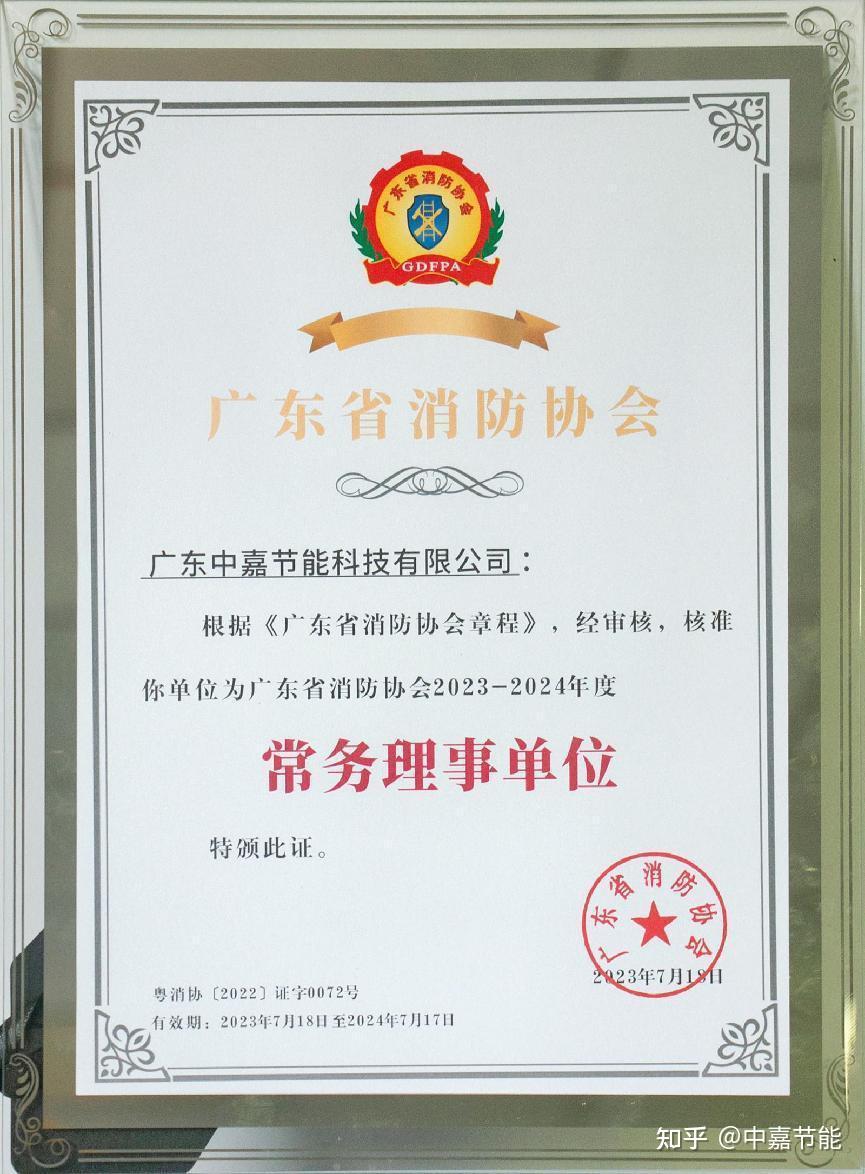 广东省消防协会
GDFPA
广东省消防协会
广东中嘉节能科技有限公司：
根据《广东省消防协会章程》，经审核，核准
你单位为广东省消防协会2023-2024年度
常务理事单位
特颁此证。
广东省消防协会
2023年7月18日
粤消协〔2022〕证字0072号
有效期：2023年7月18日至2024年7月17日
知乎 @中嘉节能